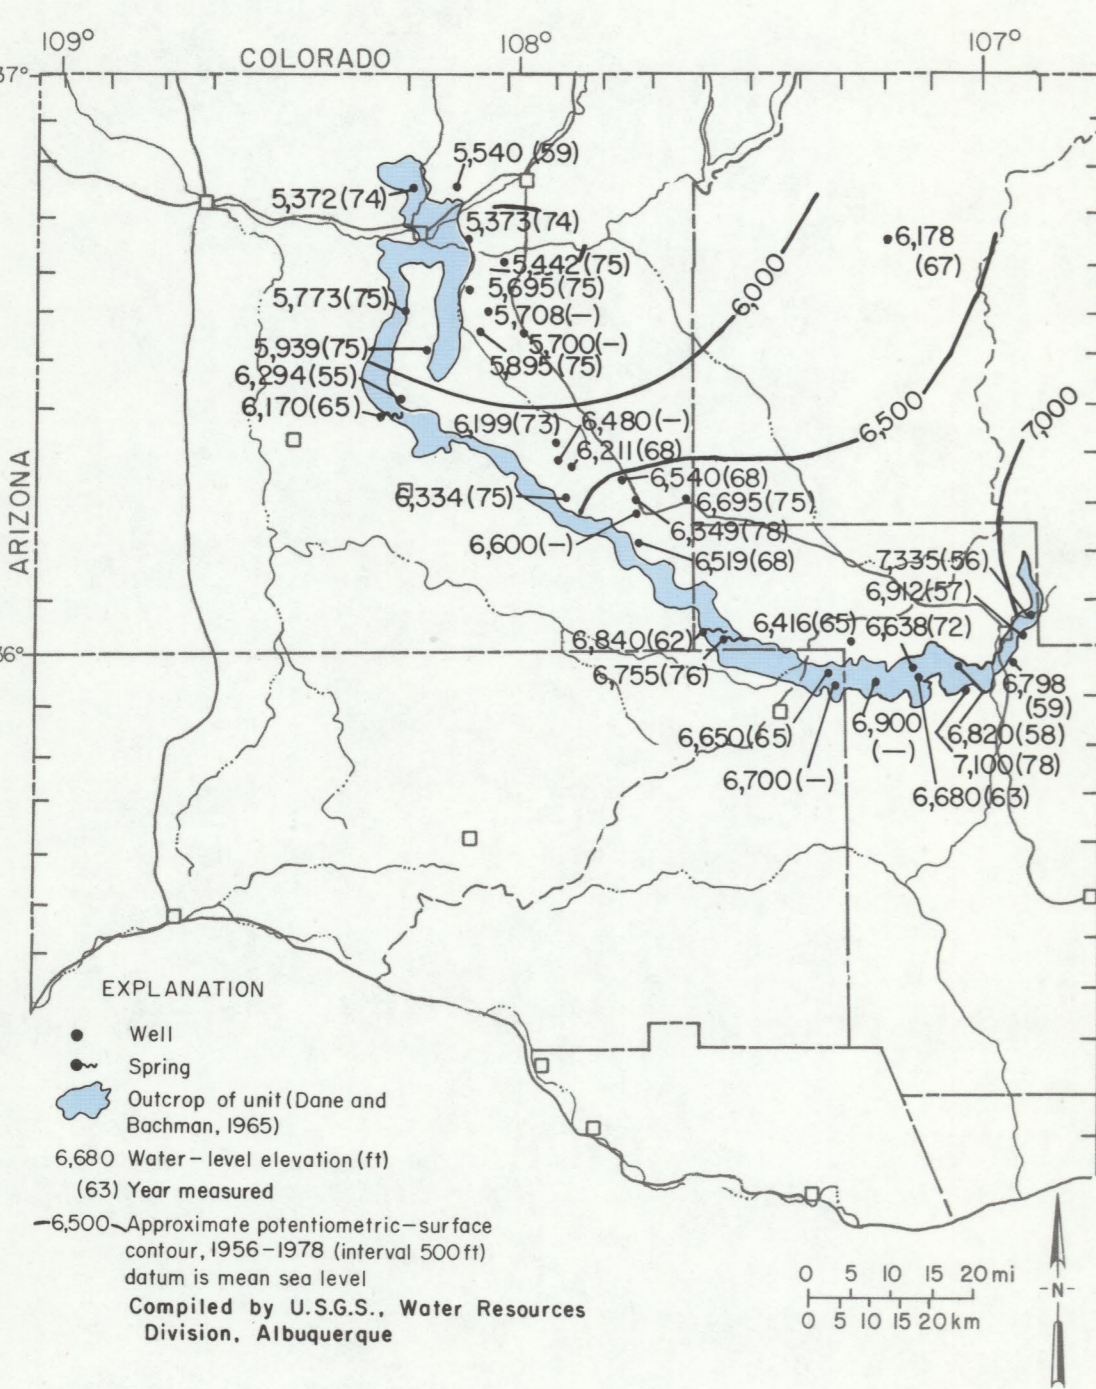 109° 108° 107°
COLORADO
37°
5,540 (59)
5,372(74)
5,373(74)
6,178
(67)
5,442(75)
5,695(75)
5,773(75)
5,708(—)
6,000
5,700(—)
5,939(75)
5895(75)
6,294(55)
6,170(65)
6,500
7,000
6,199(73)
6,480(—)
6,211(68)
6,540(68)
6,334(75)
6,695(75)
6,349(78)
6,600(—)
6,519(68)
ARIZONA
7,335(56)
6,912(57)
6,416(65)
6,638(72)
6,840(62)
36°
6,755(76)
6,798
(59)
6,900
(—)
6,650(65)
6,820(58)
7,100(78)
6,700(—)
6,680(63)
EXPLANATION
Well
Spring
Outcrop of unit (Dane and
Bachman, 1965)
6,680 Water-level elevation (ft)
(63) Year measured
6,500 Approximate potentiometric-surface
contour, 1956-1978 (interval 500 ft)
datum is mean sea level
Compiled by U.S.G.S., Water Resources
Division, Albuquerque
0 5 10 15 20 mi
0 5 10 15 20 km
-N-